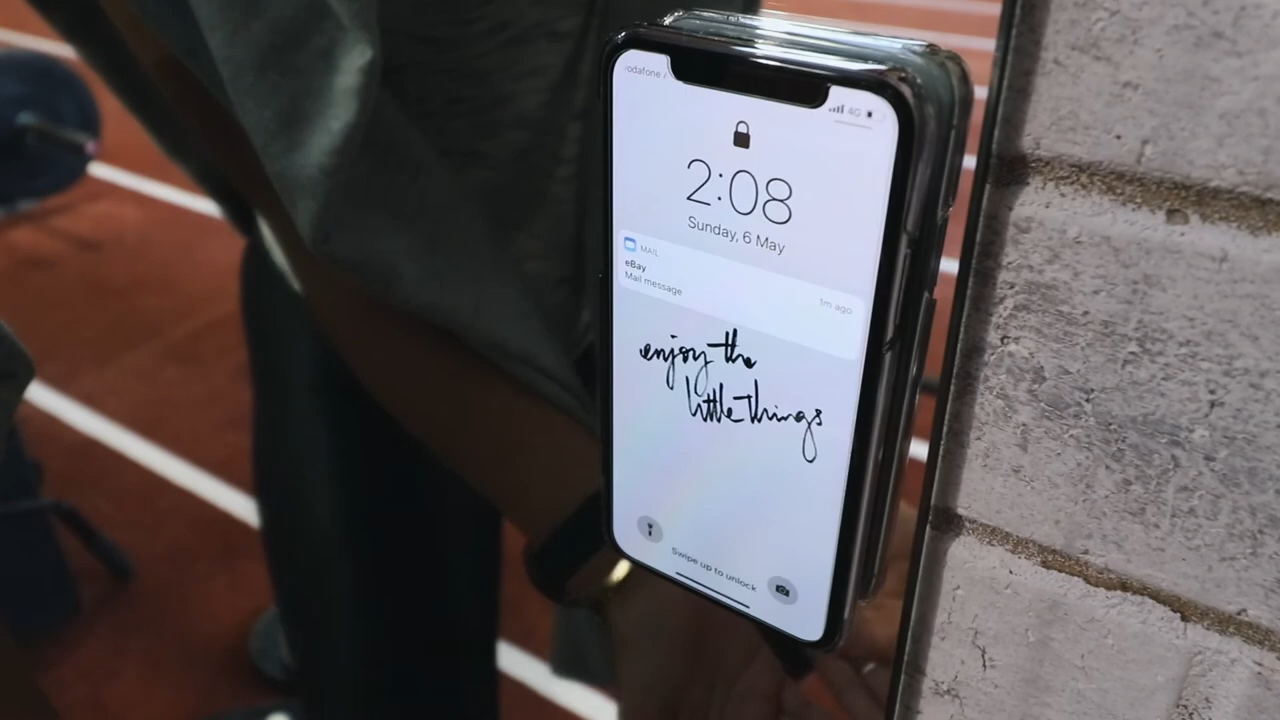 vodafone
4G
2:08
Sunday, 6 May
MAIL
eBay
Mail message
1m ago
enjoy the
little things
Swipe up to unlock